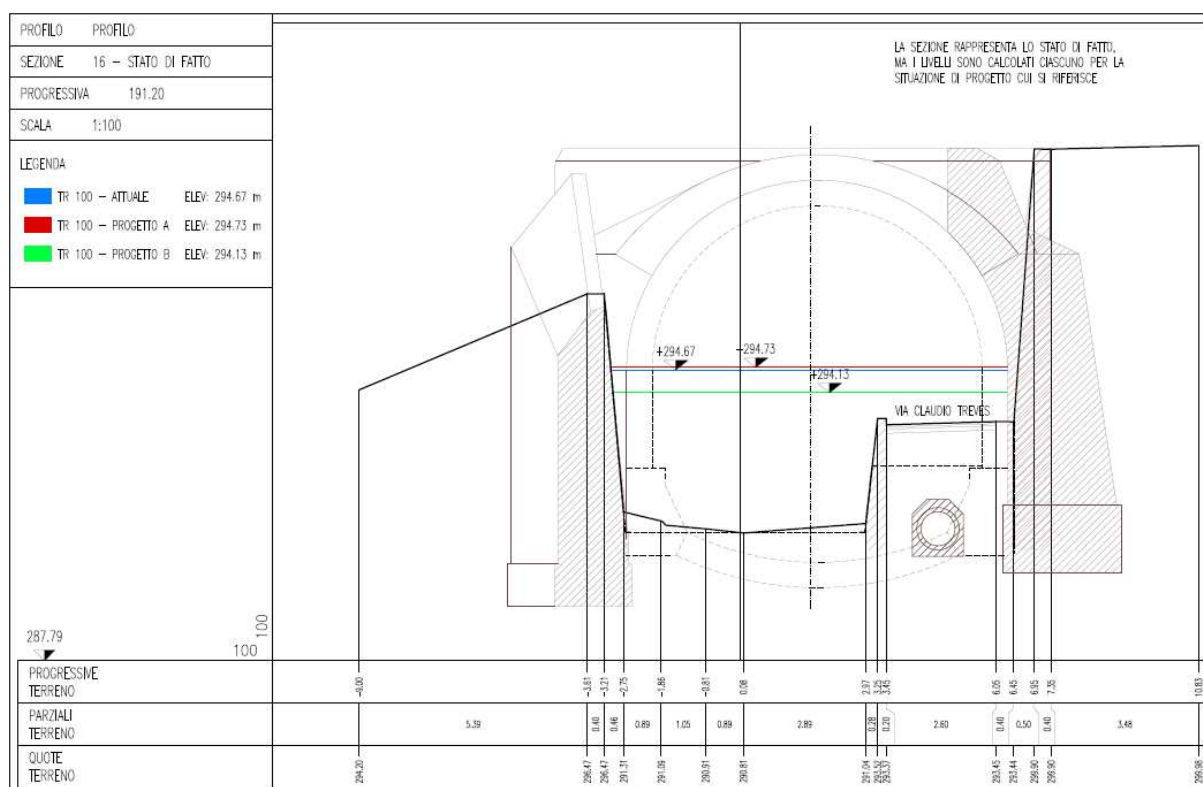 PROFILO PROFILO
SEZIONE 16 – STATO DI FATTO
PROGRESSIVA 191.20
SCALA 1:100
LEGENDA
TR 100 – ATTUALE ELEV: 294.67 m
TR 100 – PROGETTO A ELEV: 294.73 m
TR 100 – PROGETTO B ELEV: 294.13 m
LA SEZIONE RAPPRESENTA LO STATO DI FATTO,
MA I LIVELLI SONO CALCOLATI CIASCUNO PER LA
SITUAZIONE DI PROGETTO CUI SI RIFERISCE
+294.67
+294.73
+294.13
VIA CLAUDIO TREVES
287.79
100
100
PROGRESSIVE
TERRENO
-9.00 -3.61 -3.21 -2.75 -1.86 -0.81 0.08 2.97 3.25 3.45 6.05 6.45 6.95 7.35 10.83
PARZIALI
TERRENO
5.39 0.40 0.46 0.89 1.05 0.89 2.89 0.28 0.20 2.60 0.40 0.50 0.40 3.48
QUOTE
TERRENO
294.20 296.47 296.47 291.31 291.09 290.91 290.81 291.04 293.52 293.37 293.45 293.44 299.90 299.90 299.98